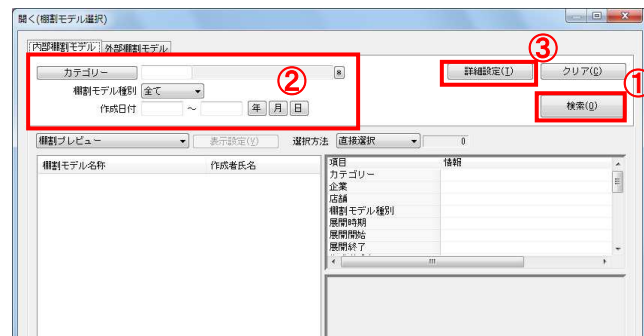 開く(棚割モデル選択)
内部棚割モデル 外部棚割モデル
③
カテゴリー ② 詳細設定(I) クリア(C)
棚割モデル種別 全て ①
作成日付 ~ 年 月 日 検索(Q)
棚割プレビュー 表示設定(V) 選択方法 直接選択 0
棚割モデル名称 作成者氏名 項目 情報
カテゴリー
企業
店舗
棚割モデル種別
展開時期
展開開始
展開終了